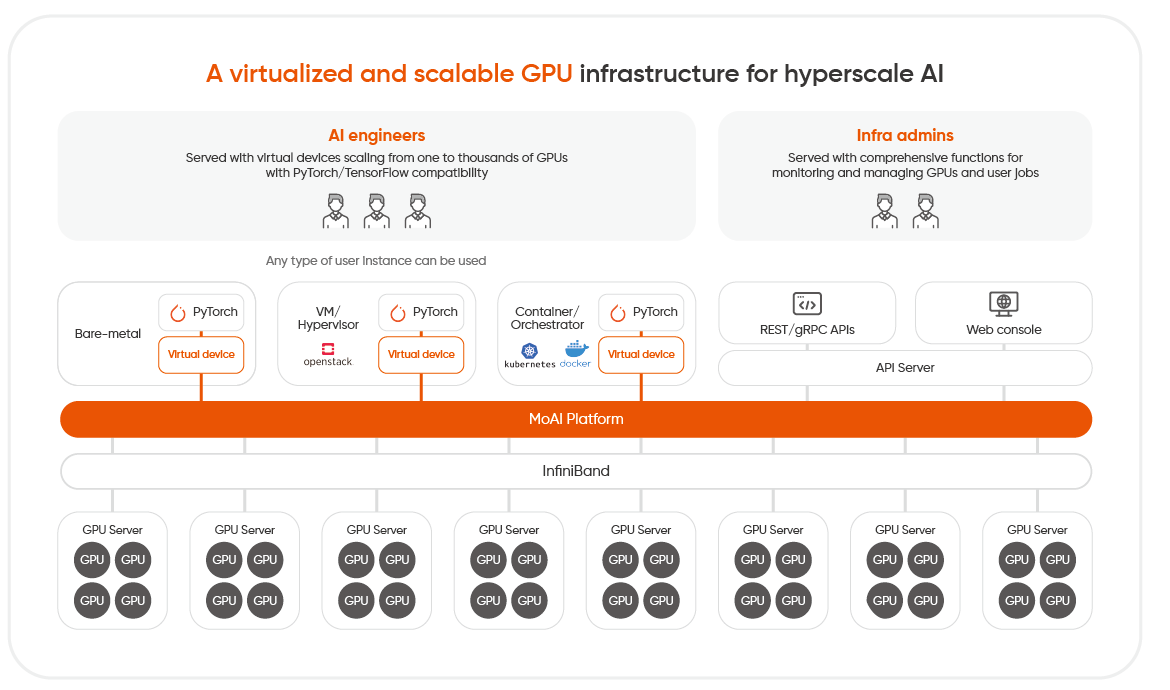 A virtualized and scalable GPU infrastructure for hyperscale AI
AI engineers
Served with virtual devices scaling from one to thousands of GPUs
with PyTorch/TensorFlow compatibility
Infra admins
Served with comprehensive functions for
monitoring and managing GPUs and user jobs
Any type of user instance can be used
Bare-metal
PyTorch
Virtual device
VM/
Hypervisor
openstack.
PyTorch
Virtual device
Container/
Orchestrator
kubernetes
docker
PyTorch
Virtual device
REST/gRPC APIs
Web console
API Server
MoAI Platform
InfiniBand
GPU Server
GPU GPU
GPU GPU
GPU Server
GPU GPU
GPU GPU
GPU Server
GPU GPU
GPU GPU
GPU Server
GPU GPU
GPU GPU
GPU Server
GPU GPU
GPU GPU
GPU Server
GPU GPU
GPU GPU
GPU Server
GPU GPU
GPU GPU
GPU Server
GPU GPU
GPU GPU